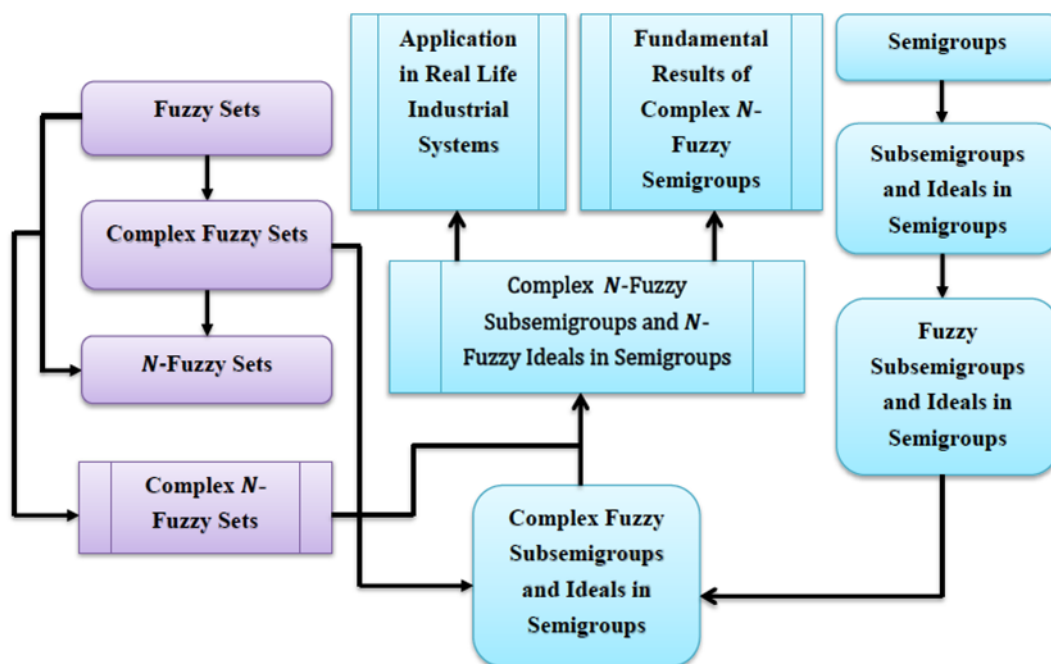 Fuzzy Sets
Complex Fuzzy Sets
N-Fuzzy Sets
Complex N-
Fuzzy Sets
Application
in Real Life
Industrial
Systems
Fundamental
Results of
Complex N-
Fuzzy
Semigroups
Complex N-Fuzzy
Subsemigroups and N-
Fuzzy Ideals in Semigroups
Complex Fuzzy
Subsemigroups
and Ideals in
Semigroups
Semigroups
Subsemigroups
and Ideals in
Semigroups
Fuzzy
Subsemigroups
and Ideals in
Semigroups